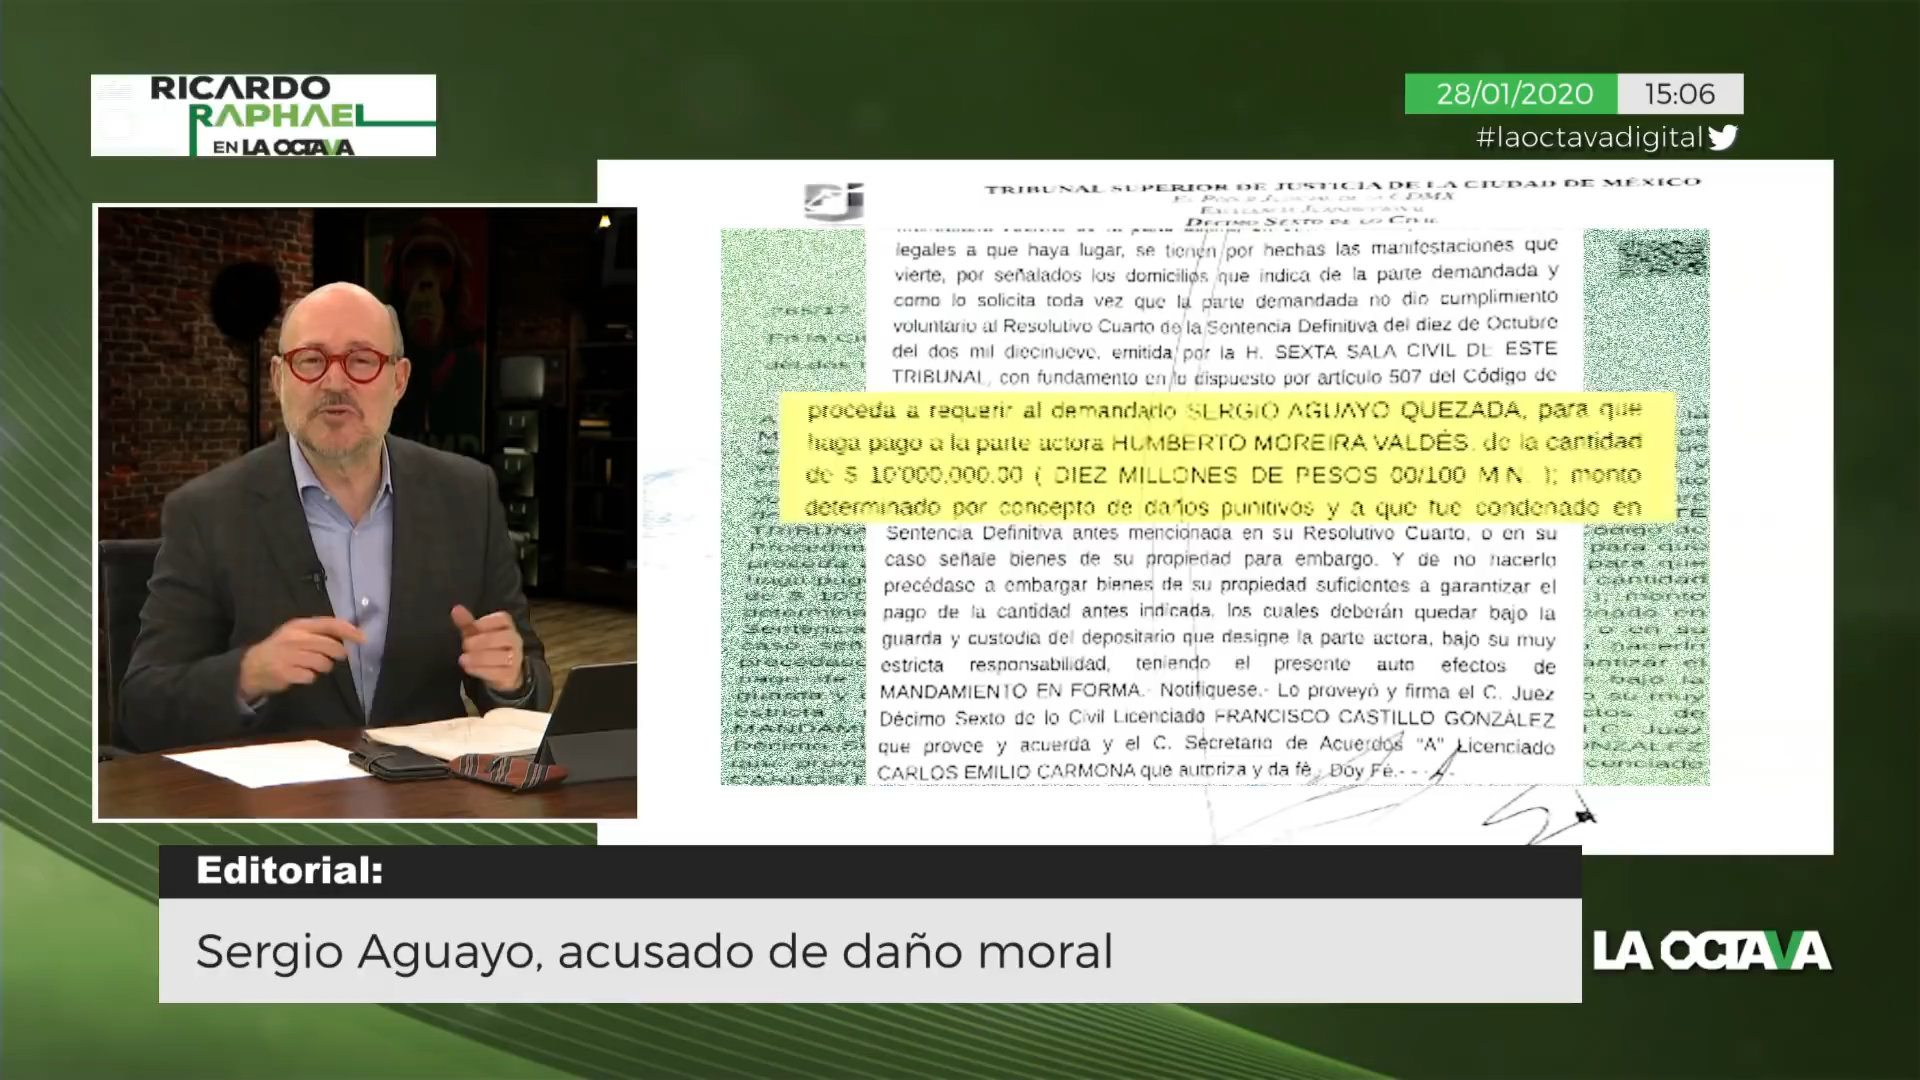 RICARDO
RAPHAEL
EN LA OCTAVA
28/01/2020 15:06
#laoctavadigital
TRIBUNAL SUPERIOR DE JUSTICIA DE LA CIUDAD DE MÉXICO
DÉCIMO SEXTO DE LO CIVIL
legales a que haya lugar, se tienen por hechas las manifestaciones que
vierte, por señalados los domicilios que indica de la parte demandada y
como lo solicita toda vez que la parte demandada no dio cumplimiento
voluntario al Resolutivo Cuarto de la Sentencia Definitiva del diez de Octubre
del dos mil diecinueve, emitida por la H. SEXTA SALA CIVIL DE ESTE
TRIBUNAL, con fundamento en lo dispuesto por artículo 507 del Código de
proceda a requerir al demandado SERGIO AGUAYO QUEZADA, para que
haga pago a la parte actora HUMBERTO MOREIRA VALDÉS, de la cantidad
de $ 10'000,000.00 ( DIEZ MILLONES DE PESOS 00/100 M.N. ); monto
determinado por concepto de daños punitivos y a que fue condenado en
Sentencia Definitiva antes mencionada en su Resolutivo Cuarto, o en su
caso señale bienes de su propiedad para embargo. Y de no hacerlo
precédase a embargar bienes de su propiedad suficientes a garantizar el
pago de la cantidad antes indicada, los cuales deberán quedar bajo la
guarda y custodia del depositario que designe la parte actora, bajo su muy
estricta responsabilidad, teniendo el presente auto efectos de
MANDAMIENTO EN FORMA.- Notifíquese.- Lo proveyó y firma el C. Juez
Décimo Sexto de lo Civil Licenciado FRANCISCO CASTILLO GONZÁLEZ
que provee y acuerda y el C. Secretario de Acuerdos "A" Licenciado
CARLOS EMILIO CARMONA que autoriza y da fe. Doy Fe.- - -
Editorial:
Sergio Aguayo, acusado de daño moral
LA OCTAVA